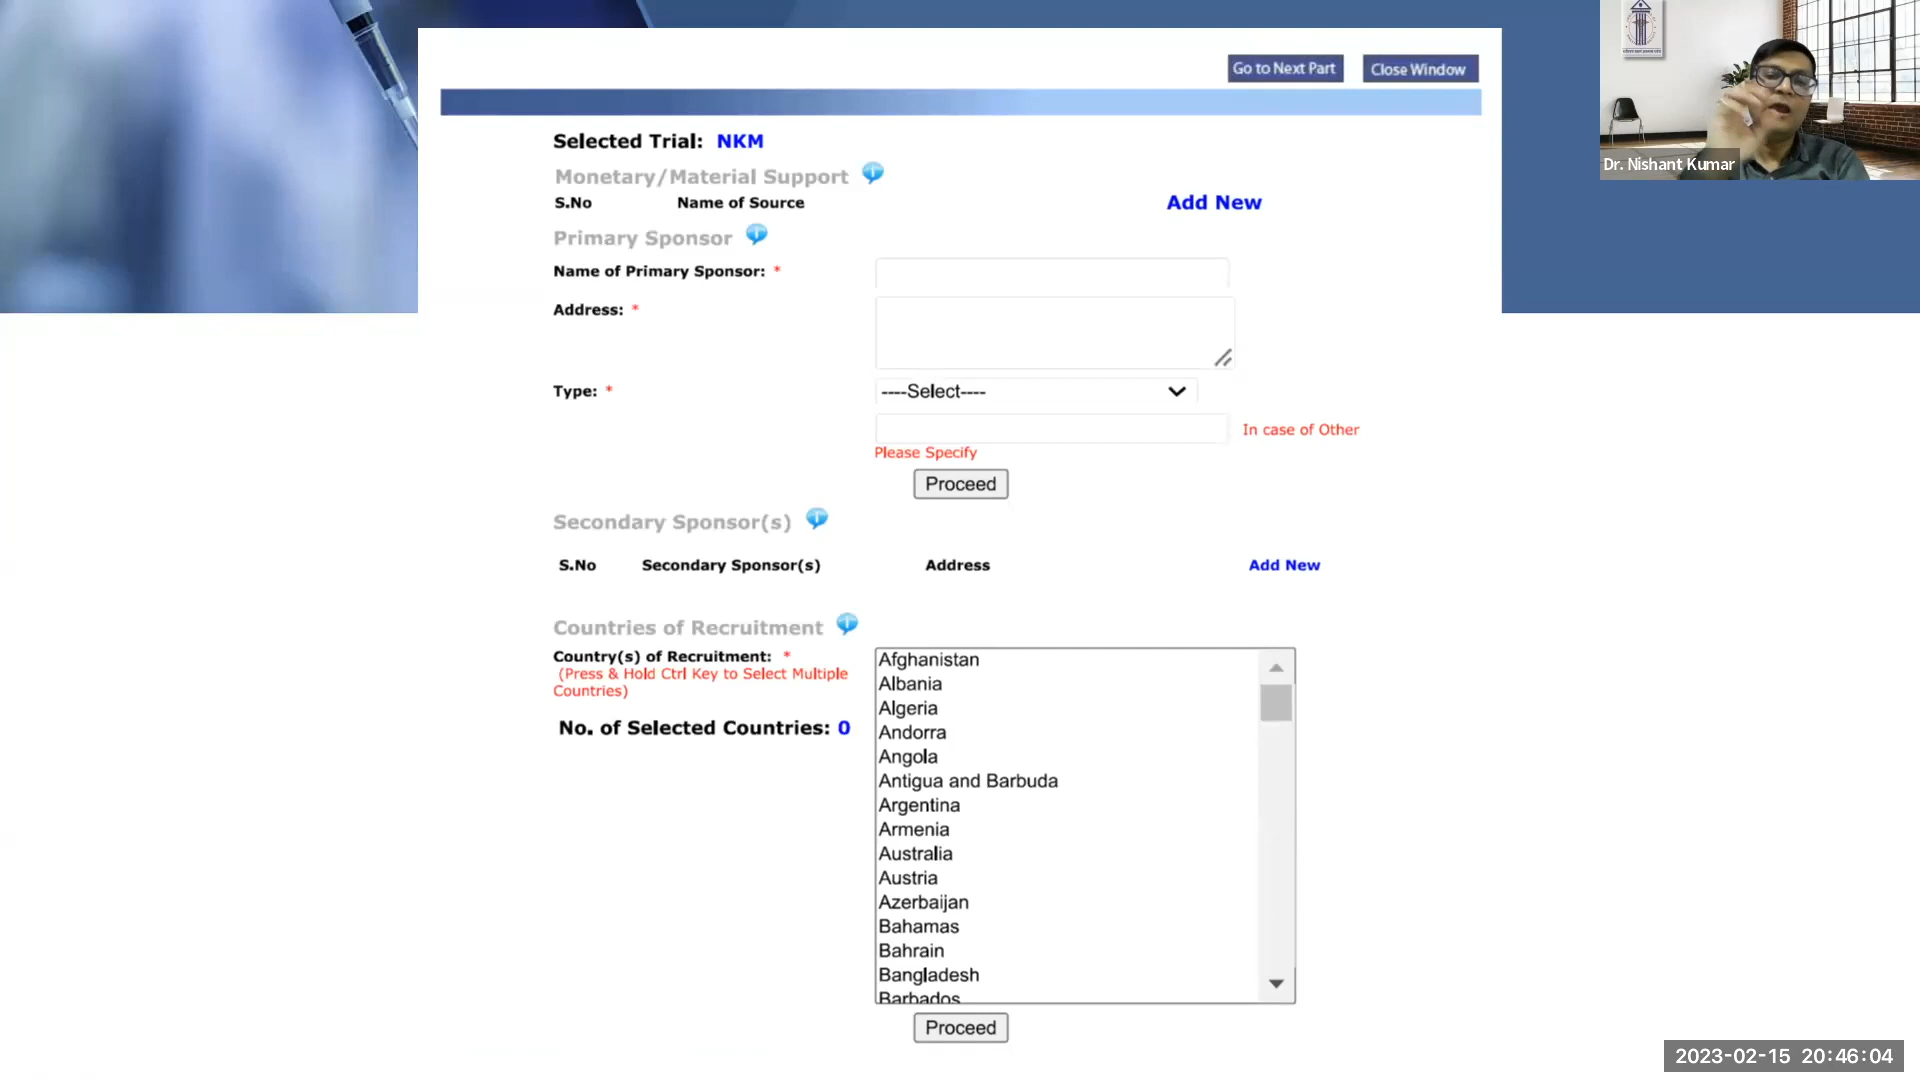 Go to Next Part Close Window
Selected Trial: NKM
Monetary/Material Support
S.No Name of Source Add New
Primary Sponsor
Name of Primary Sponsor: *
Address: *
Type: * ----Select----
In case of Other
Please Specify
Proceed
Secondary Sponsor(s)
S.No Secondary Sponsor(s) Address Add New
Countries of Recruitment
Country(s) of Recruitment: *
(Press & Hold Ctrl Key to Select Multiple
Countries)
No. of Selected Countries: 0
Afghanistan
Albania
Algeria
Andorra
Angola
Antigua and Barbuda
Argentina
Armenia
Australia
Austria
Azerbaijan
Bahamas
Bahrain
Bangladesh
Barbados
Proceed
Dr. Nishant Kumar
2023-02-15 20:46:04